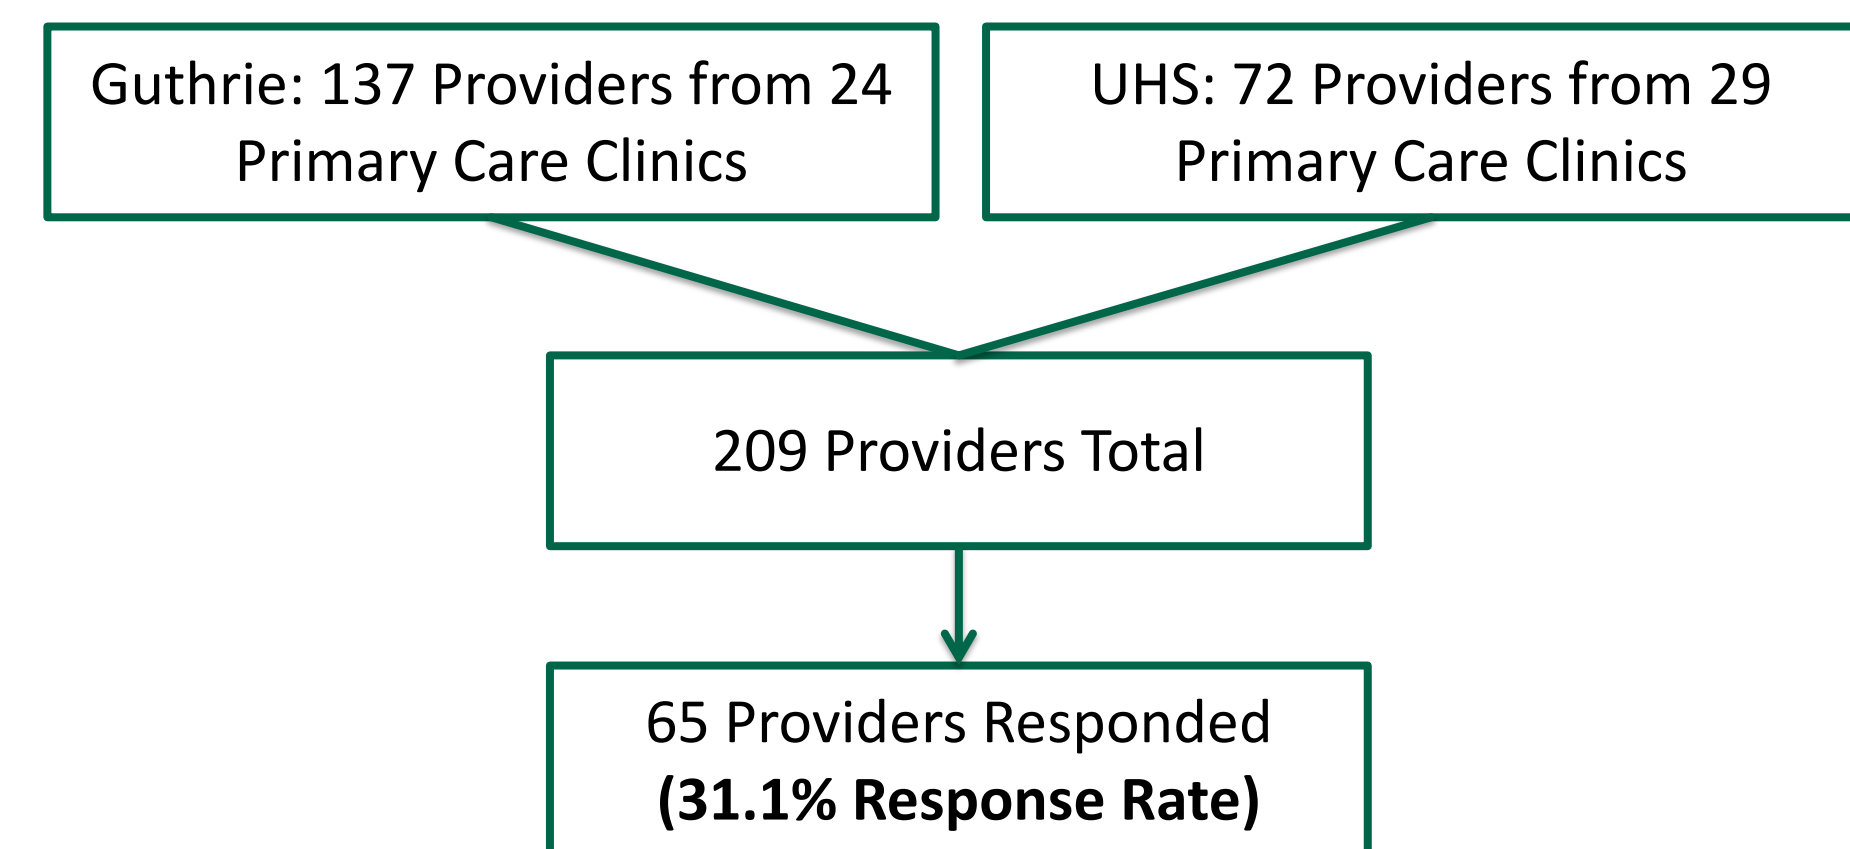 Guthrie: 137 Providers from 24
Primary Care Clinics
UHS: 72 Providers from 29
Primary Care Clinics
209 Providers Total
65 Providers Responded
(31.1% Response Rate)